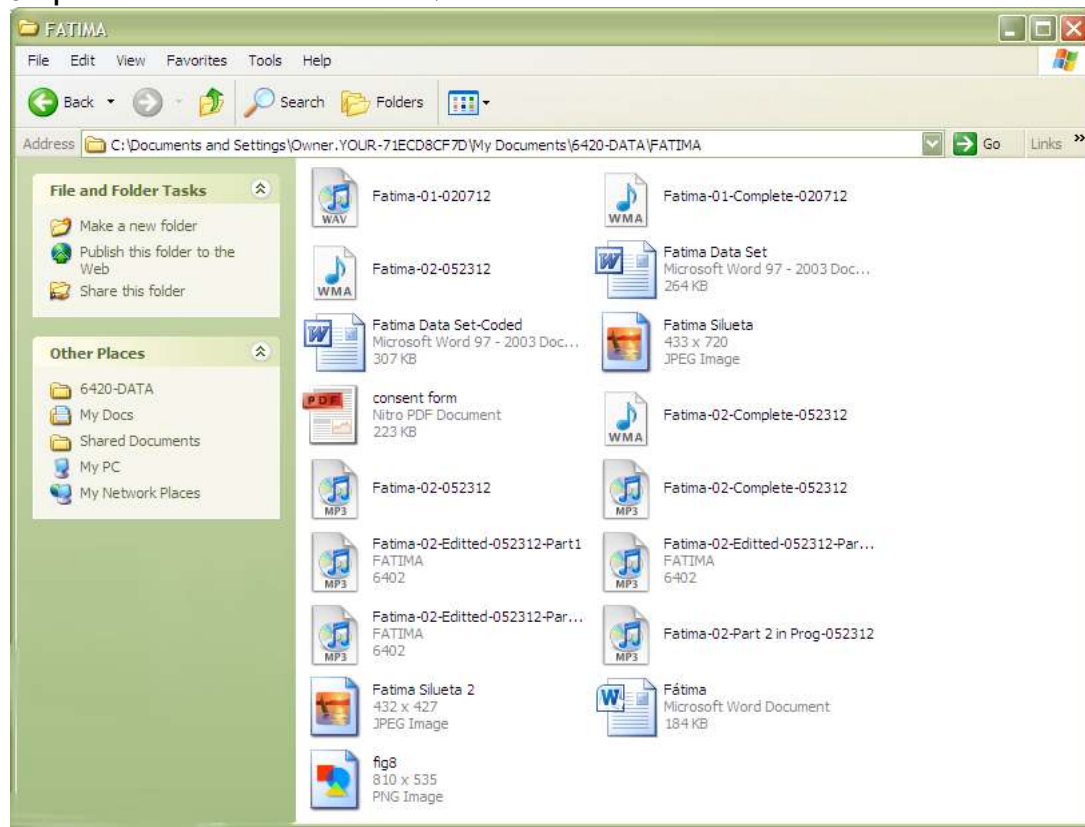 FATIMA
File Edit View Favorites Tools Help
Back Search Folders
Address C:\Documents and Settings\Owner.YOUR-71ECD8CF7D\My Documents\6420-DATA\FATIMA Go Links »
File and Folder Tasks
Make a new folder
Publish this folder to the
Web
Share this folder
Other Places
6420-DATA
My Docs
Shared Documents
My PC
My Network Places
WAV
Fatima-01-020712
WMA
Fatima-01-Complete-020712
WMA
Fatima-02-052312
Fatima Data Set
Microsoft Word 97 - 2003 Doc...
264 KB
Fatima Data Set-Coded
Microsoft Word 97 - 2003 Doc...
307 KB
Fatima Silueta
433 x 720
JPEG Image
PDF
consent form
Nitro PDF Document
223 KB
WMA
Fatima-02-Complete-052312
MP3
Fatima-02-052312
MP3
Fatima-02-Complete-052312
MP3
Fatima-02-Editted-052312-Part1
FATIMA
6402
MP3
Fatima-02-Editted-052312-Par...
FATIMA
6402
MP3
Fatima-02-Editted-052312-Par...
FATIMA
6402
MP3
Fatima-02-Part 2 in Prog-052312
Fatima Silueta 2
432 x 427
JPEG Image
Fátima
Microsoft Word Document
184 KB
fig8
810 x 535
PNG Image